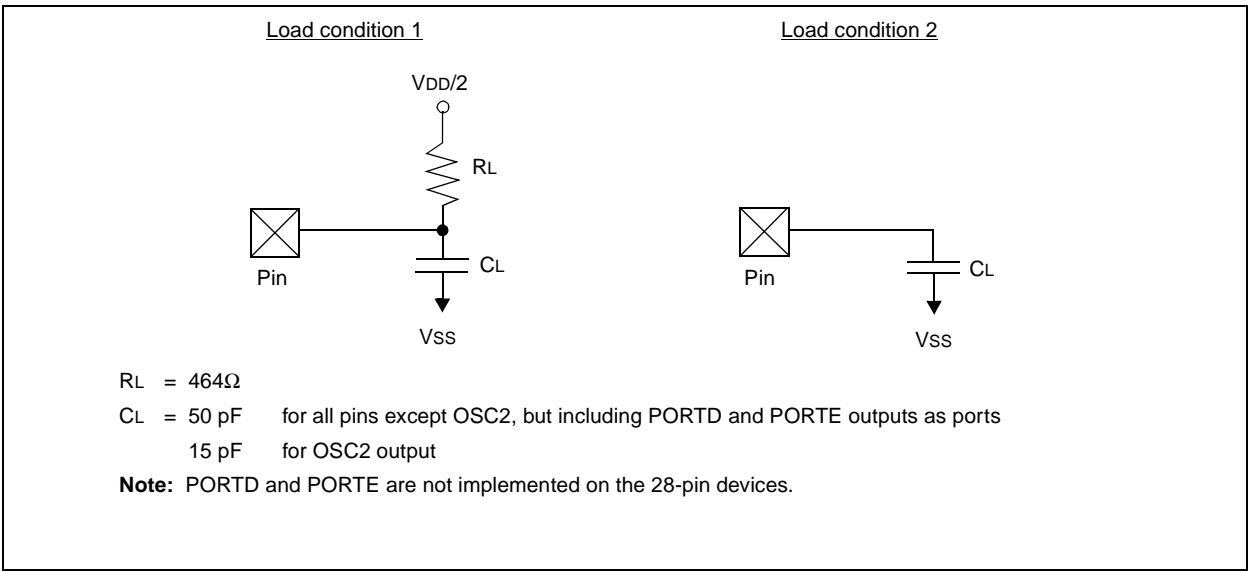 Load condition 1
Load condition 2
VDD/2
RL
CL
Pin
VSS
CL
Pin
VSS
RL = 464Ω
CL = 50 pF for all pins except OSC2, but including PORTD and PORTE outputs as ports
15 pF for OSC2 output
Note: PORTD and PORTE are not implemented on the 28-pin devices.